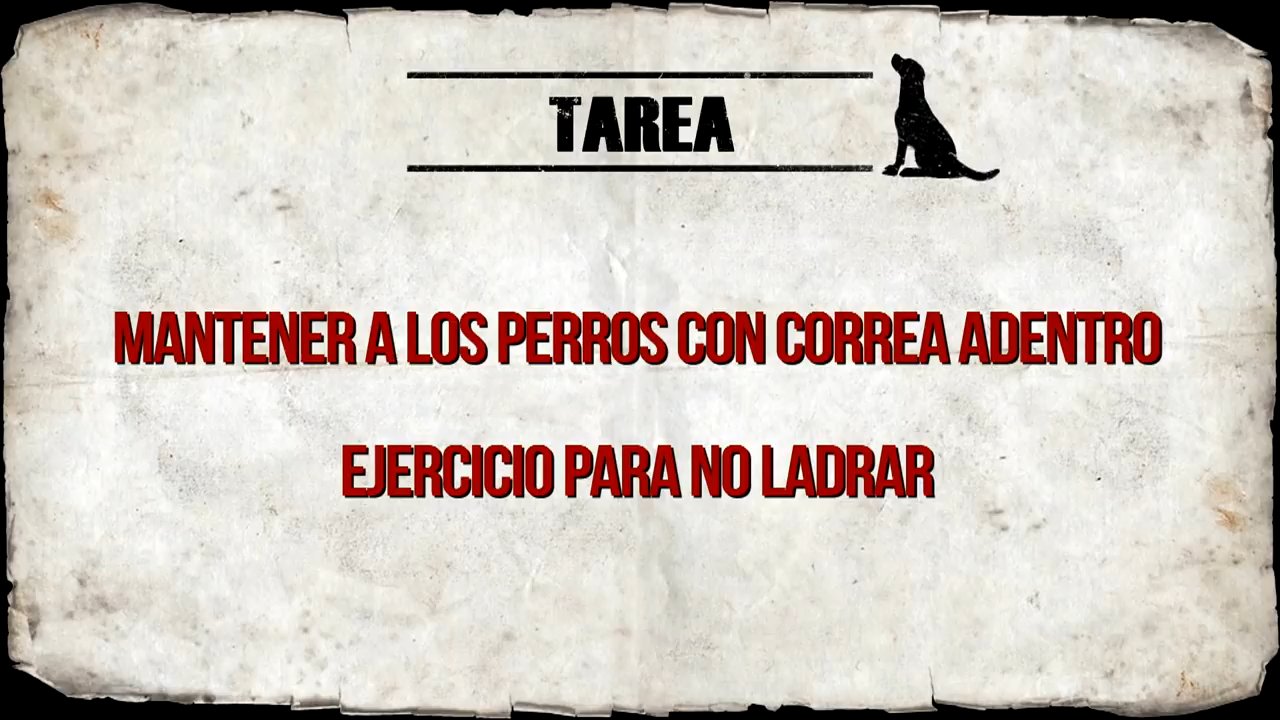 TAREA
MANTENER A LOS PERROS CON CORREA ADENTRO
EJERCICIO PARA NO LADRAR